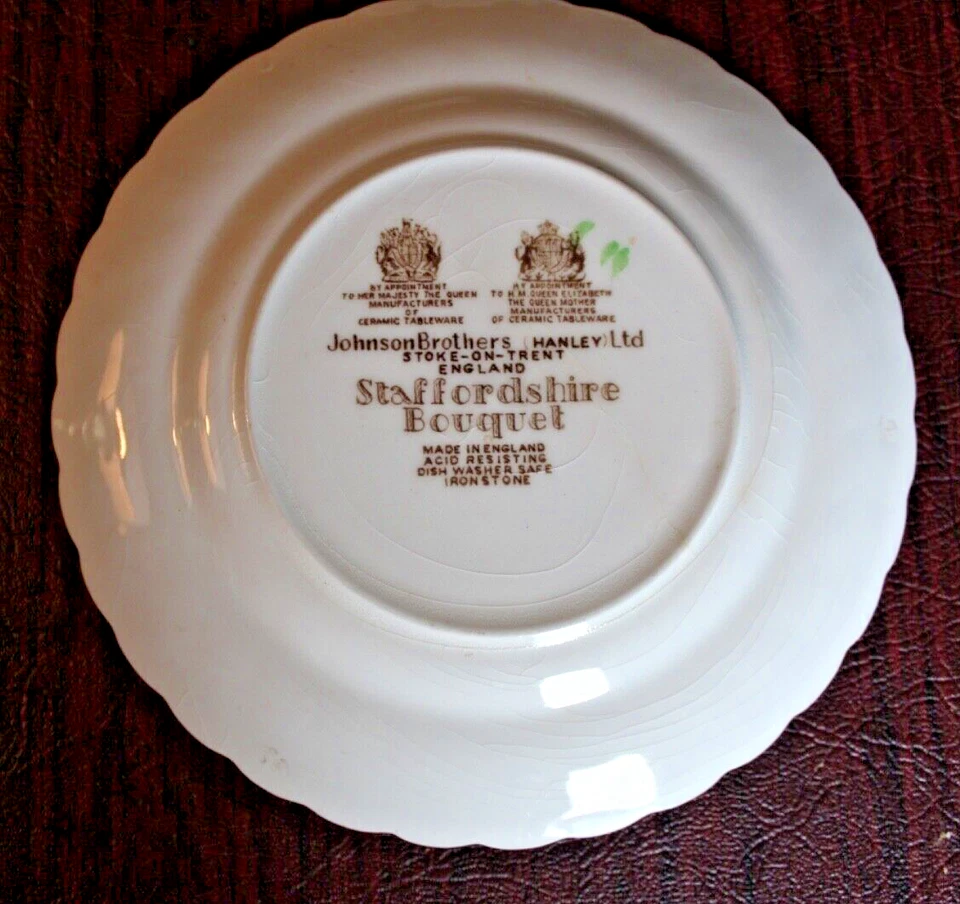 BY APPOINTMENT
TO HER MAJESTY THE QUEEN
MANUFACTURERS
OF
CERAMIC TABLEWARE
BY APPOINTMENT
TO H.M. QUEEN ELIZABETH
THE QUEEN MOTHER
MANUFACTURERS
OF CERAMIC TABLEWARE
Johnson Brothers (HANLEY) Ltd
STOKE-ON-TRENT
ENGLAND
Staffordshire
Bouquet
MADE IN ENGLAND
ACID RESISTING
DISH WASHER SAFE
IRONSTONE